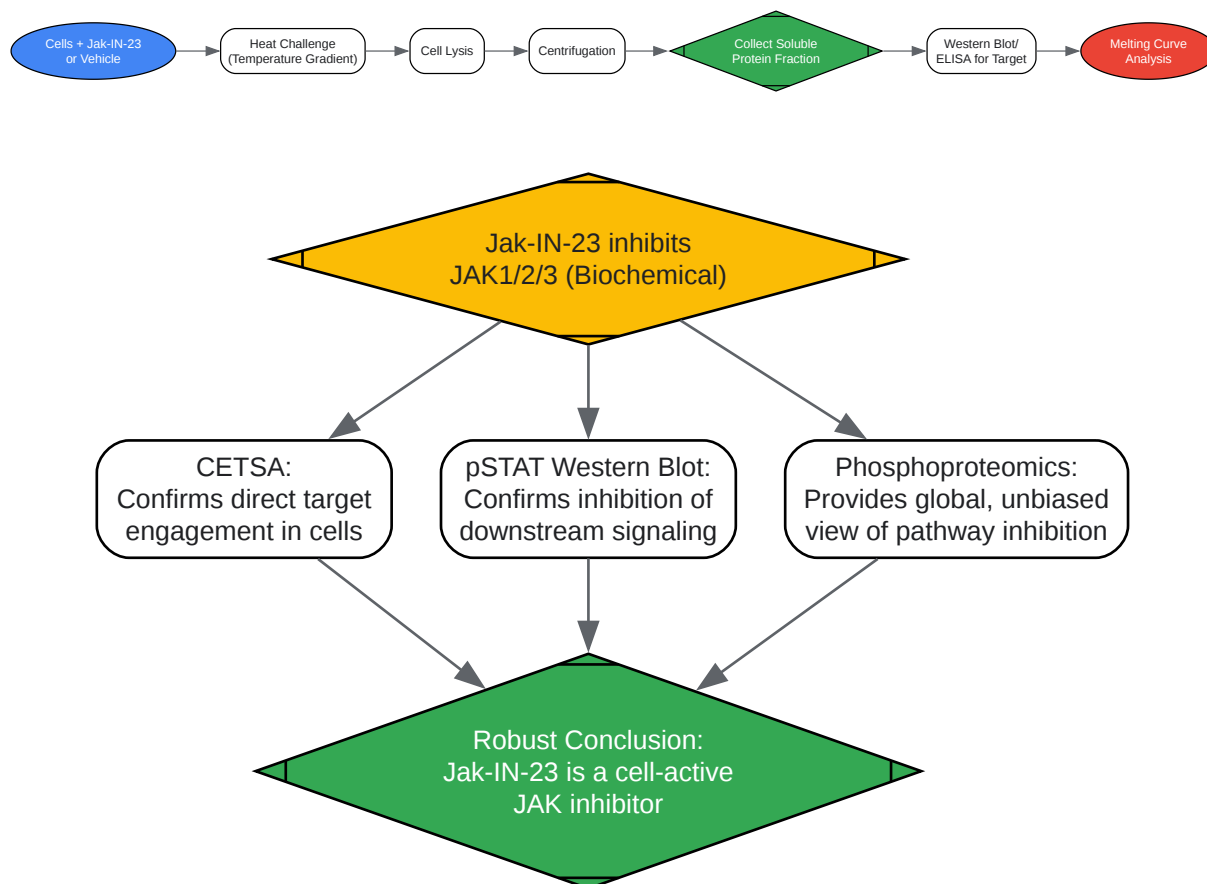 Cells + Jak-IN-23
or Vehicle
Heat Challenge
(Temperature Gradient)
Cell Lysis
Centrifugation
Collect Soluble
Protein Fraction
Western Blot/
ELISA for Target
Melting Curve
Analysis
Jak-IN-23 inhibits
JAK1/2/3 (Biochemical)
CETSA:
Confirms direct target
engagement in cells
pSTAT Western Blot:
Confirms inhibition of
downstream signaling
Phosphoproteomics:
Provides global, unbiased
view of pathway inhibition
Robust Conclusion:
Jak-IN-23 is a cell-active
JAK inhibitor